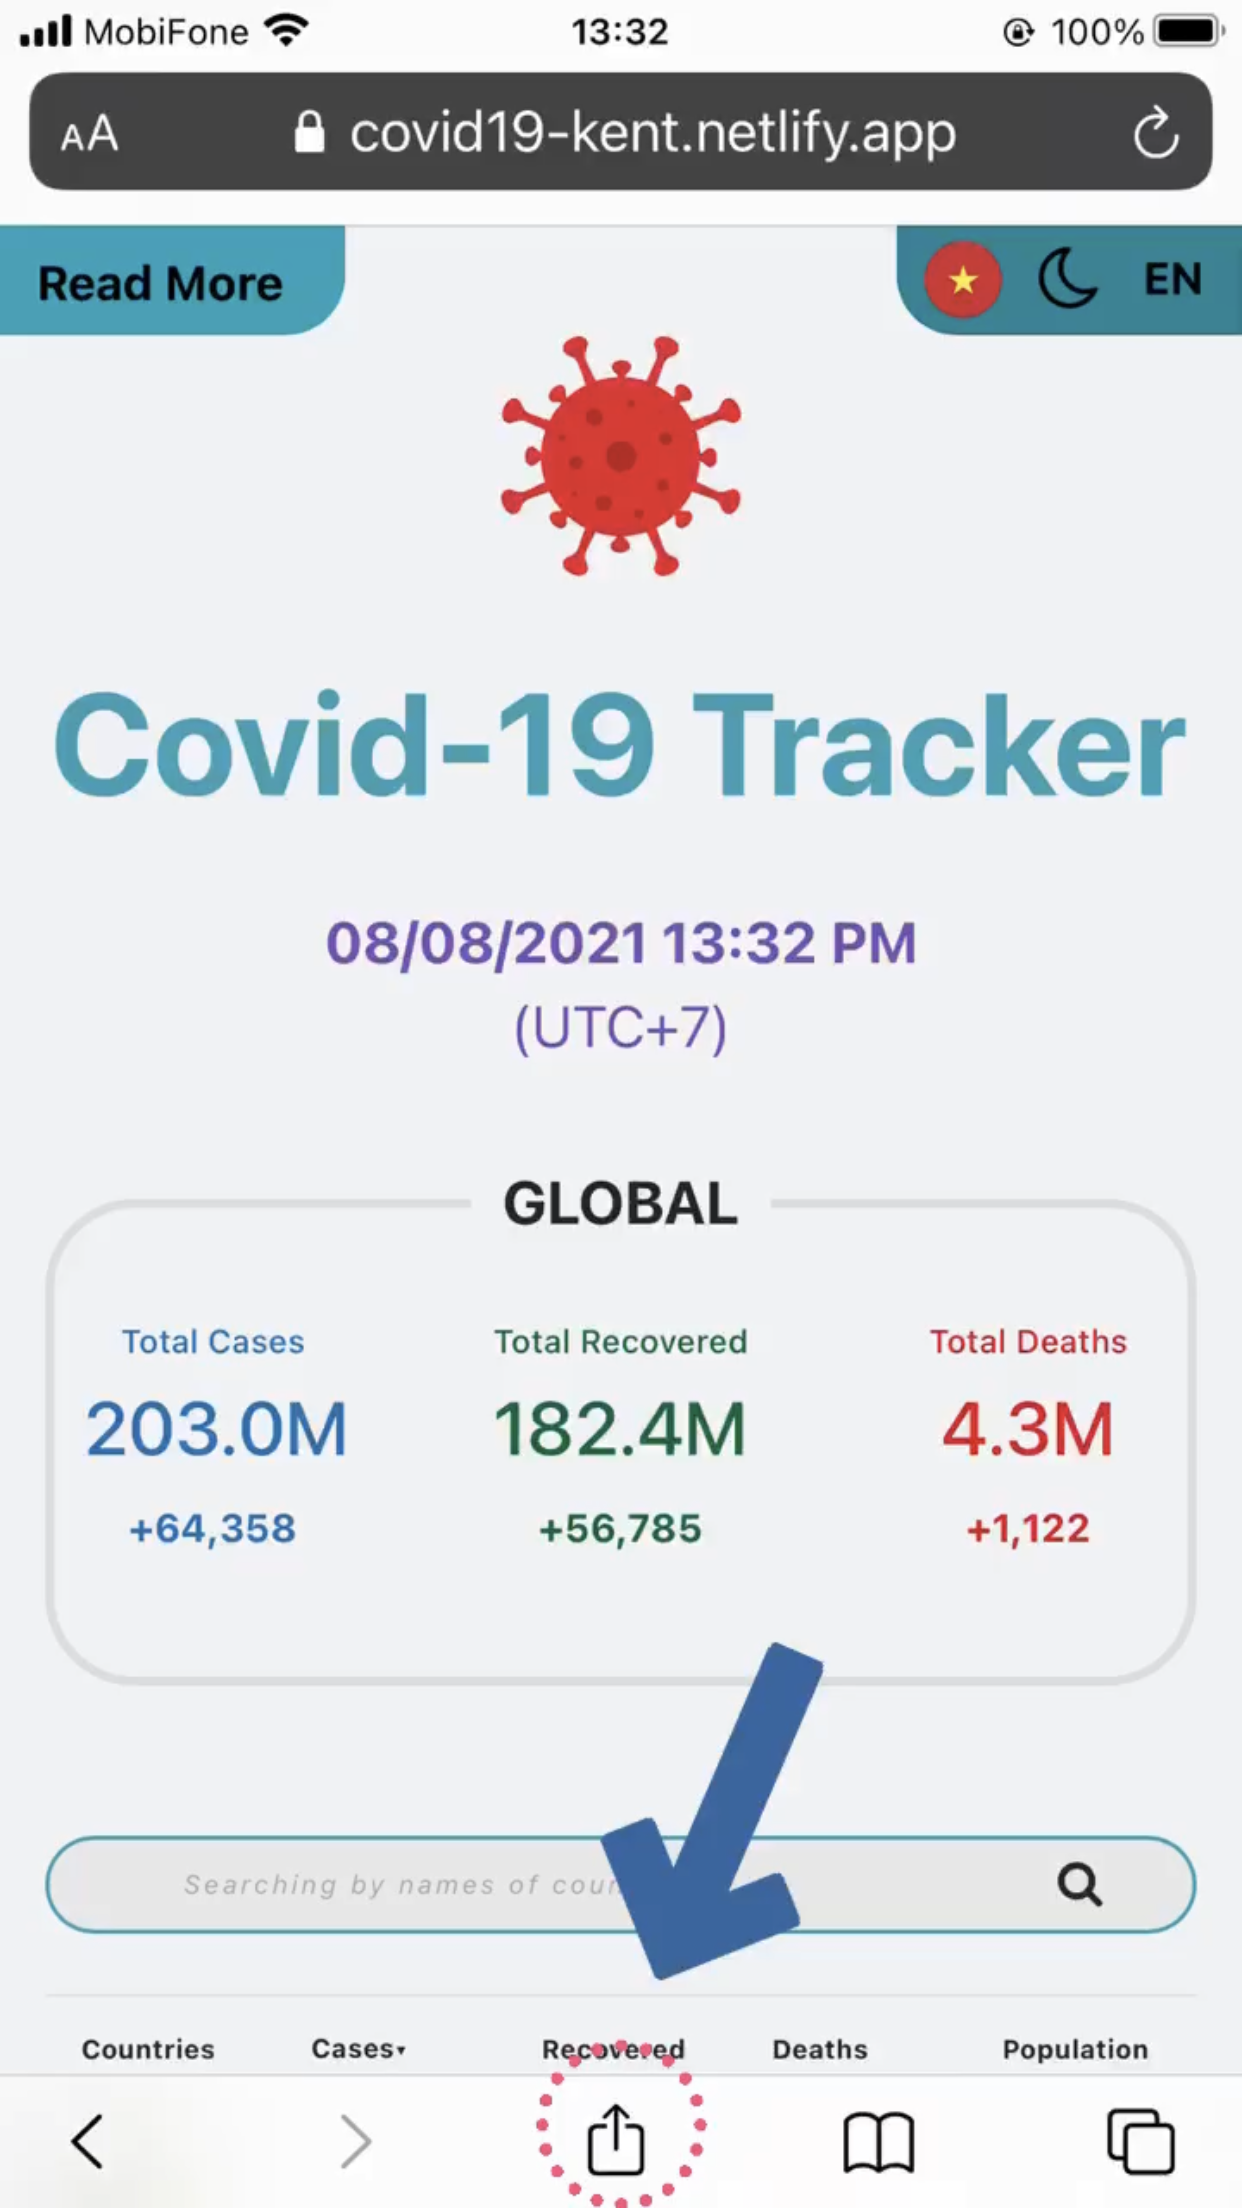 MobiFone 13:32 100%
AA covid19-kent.netlify.app
Read More EN
Covid-19 Tracker
08/08/2021 13:32 PM
(UTC+7)
GLOBAL
Total Cases Total Recovered Total Deaths
203.0M 182.4M 4.3M
+64,358 +56,785 +1,122
Searching by names of
Countries Cases▾ Recovered Deaths Population